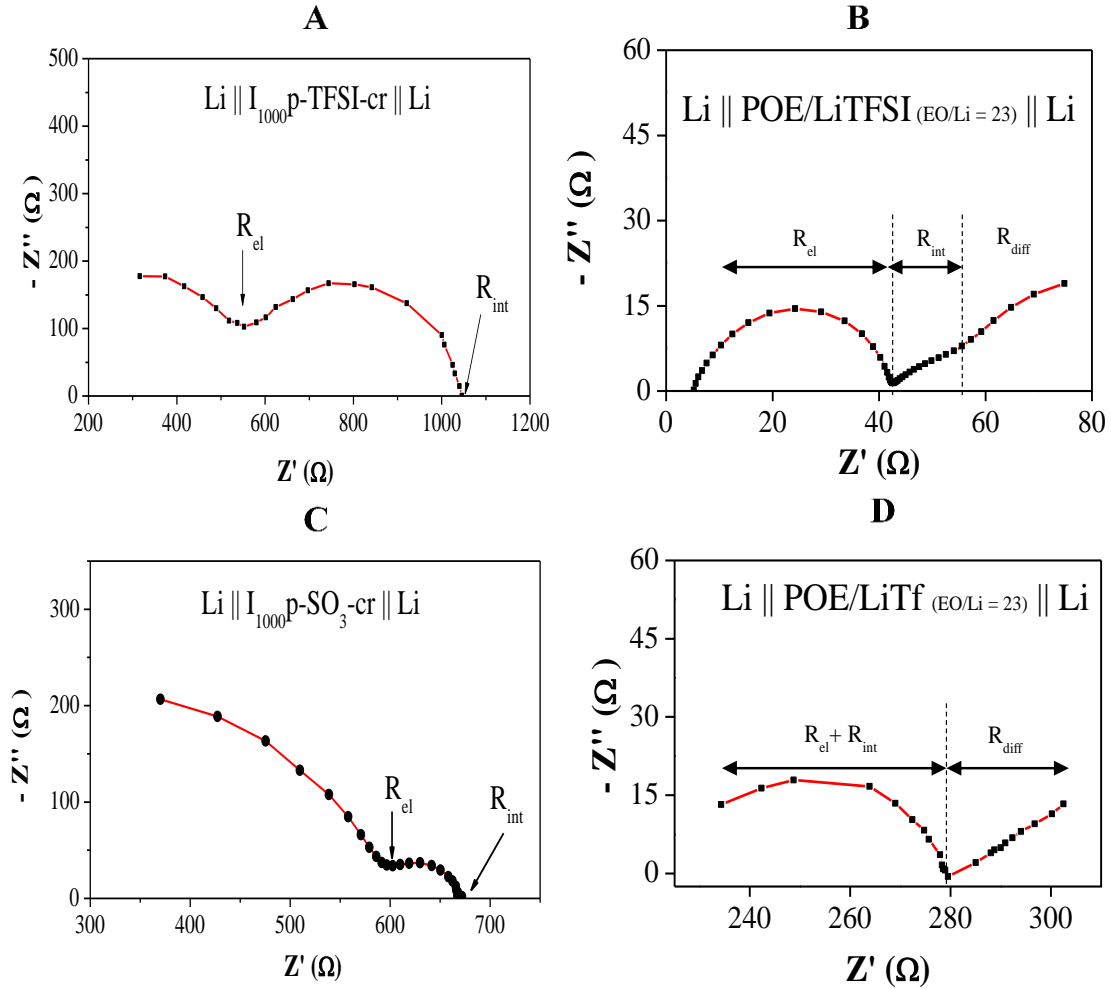 A
500
400
300
200
100
0
- Z'' (Ω )
Li || I1000p-TFSI-cr || Li
Rel
Rint
200 400 600 800 1000 1200
Z' (Ω)
B
60
45
30
15
0
- Z'' (Ω )
Li || POE/LiTFSI (EO/Li = 23) || Li
Rel
Rint
Rdiff
0 20 40 60 80
Z' (Ω)
C
300
200
100
0
- Z'' (Ω )
Li || I1000p-SO3-cr || Li
Rel
Rint
300 400 500 600 700
Z' (Ω)
D
60
45
30
15
0
- Z'' (Ω )
Li || POE/LiTf (EO/Li = 23) || Li
Rel+ Rint
Rdiff
240 260 280 300
Z' (Ω)